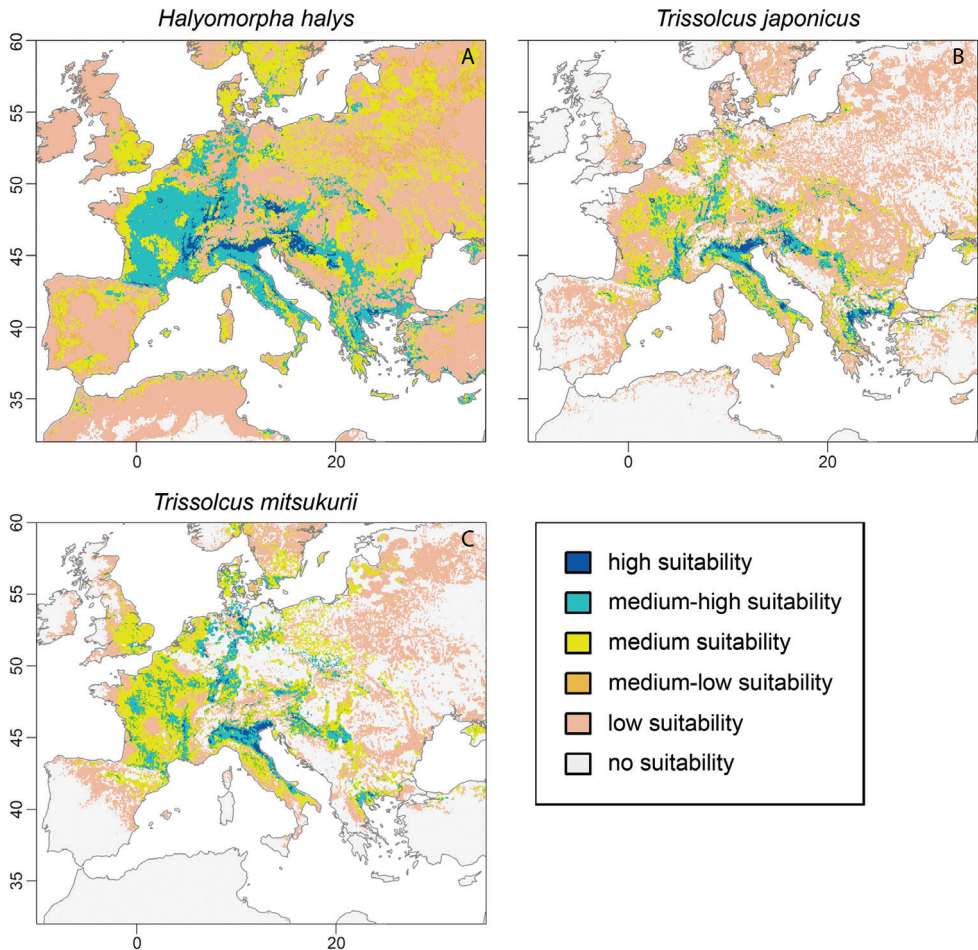 Halyomorpha halys
Trissolcus japonicus
A
B
60
55
50
45
40
35
0
20
0
20
Trissolcus mitsukurii
C
60
55
50
45
40
35
0
20
high suitability
medium-high suitability
medium suitability
medium-low suitability
low suitability
no suitability